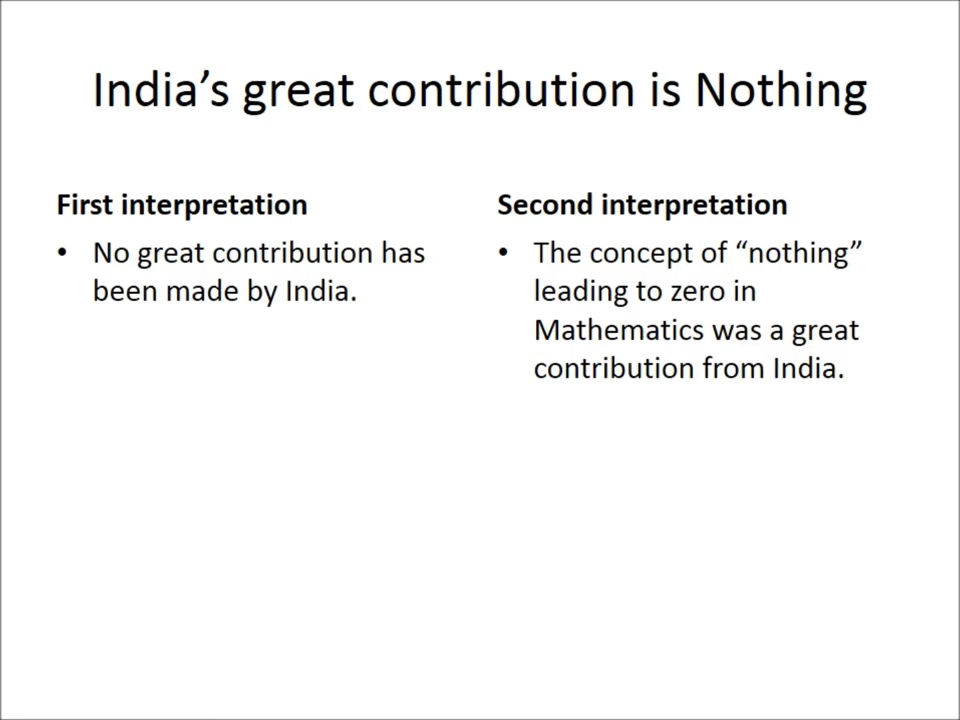 India’s great contribution is Nothing
First interpretation
• No great contribution has
been made by India.
Second interpretation
• The concept of “nothing”
leading to zero in
Mathematics was a great
contribution from India.